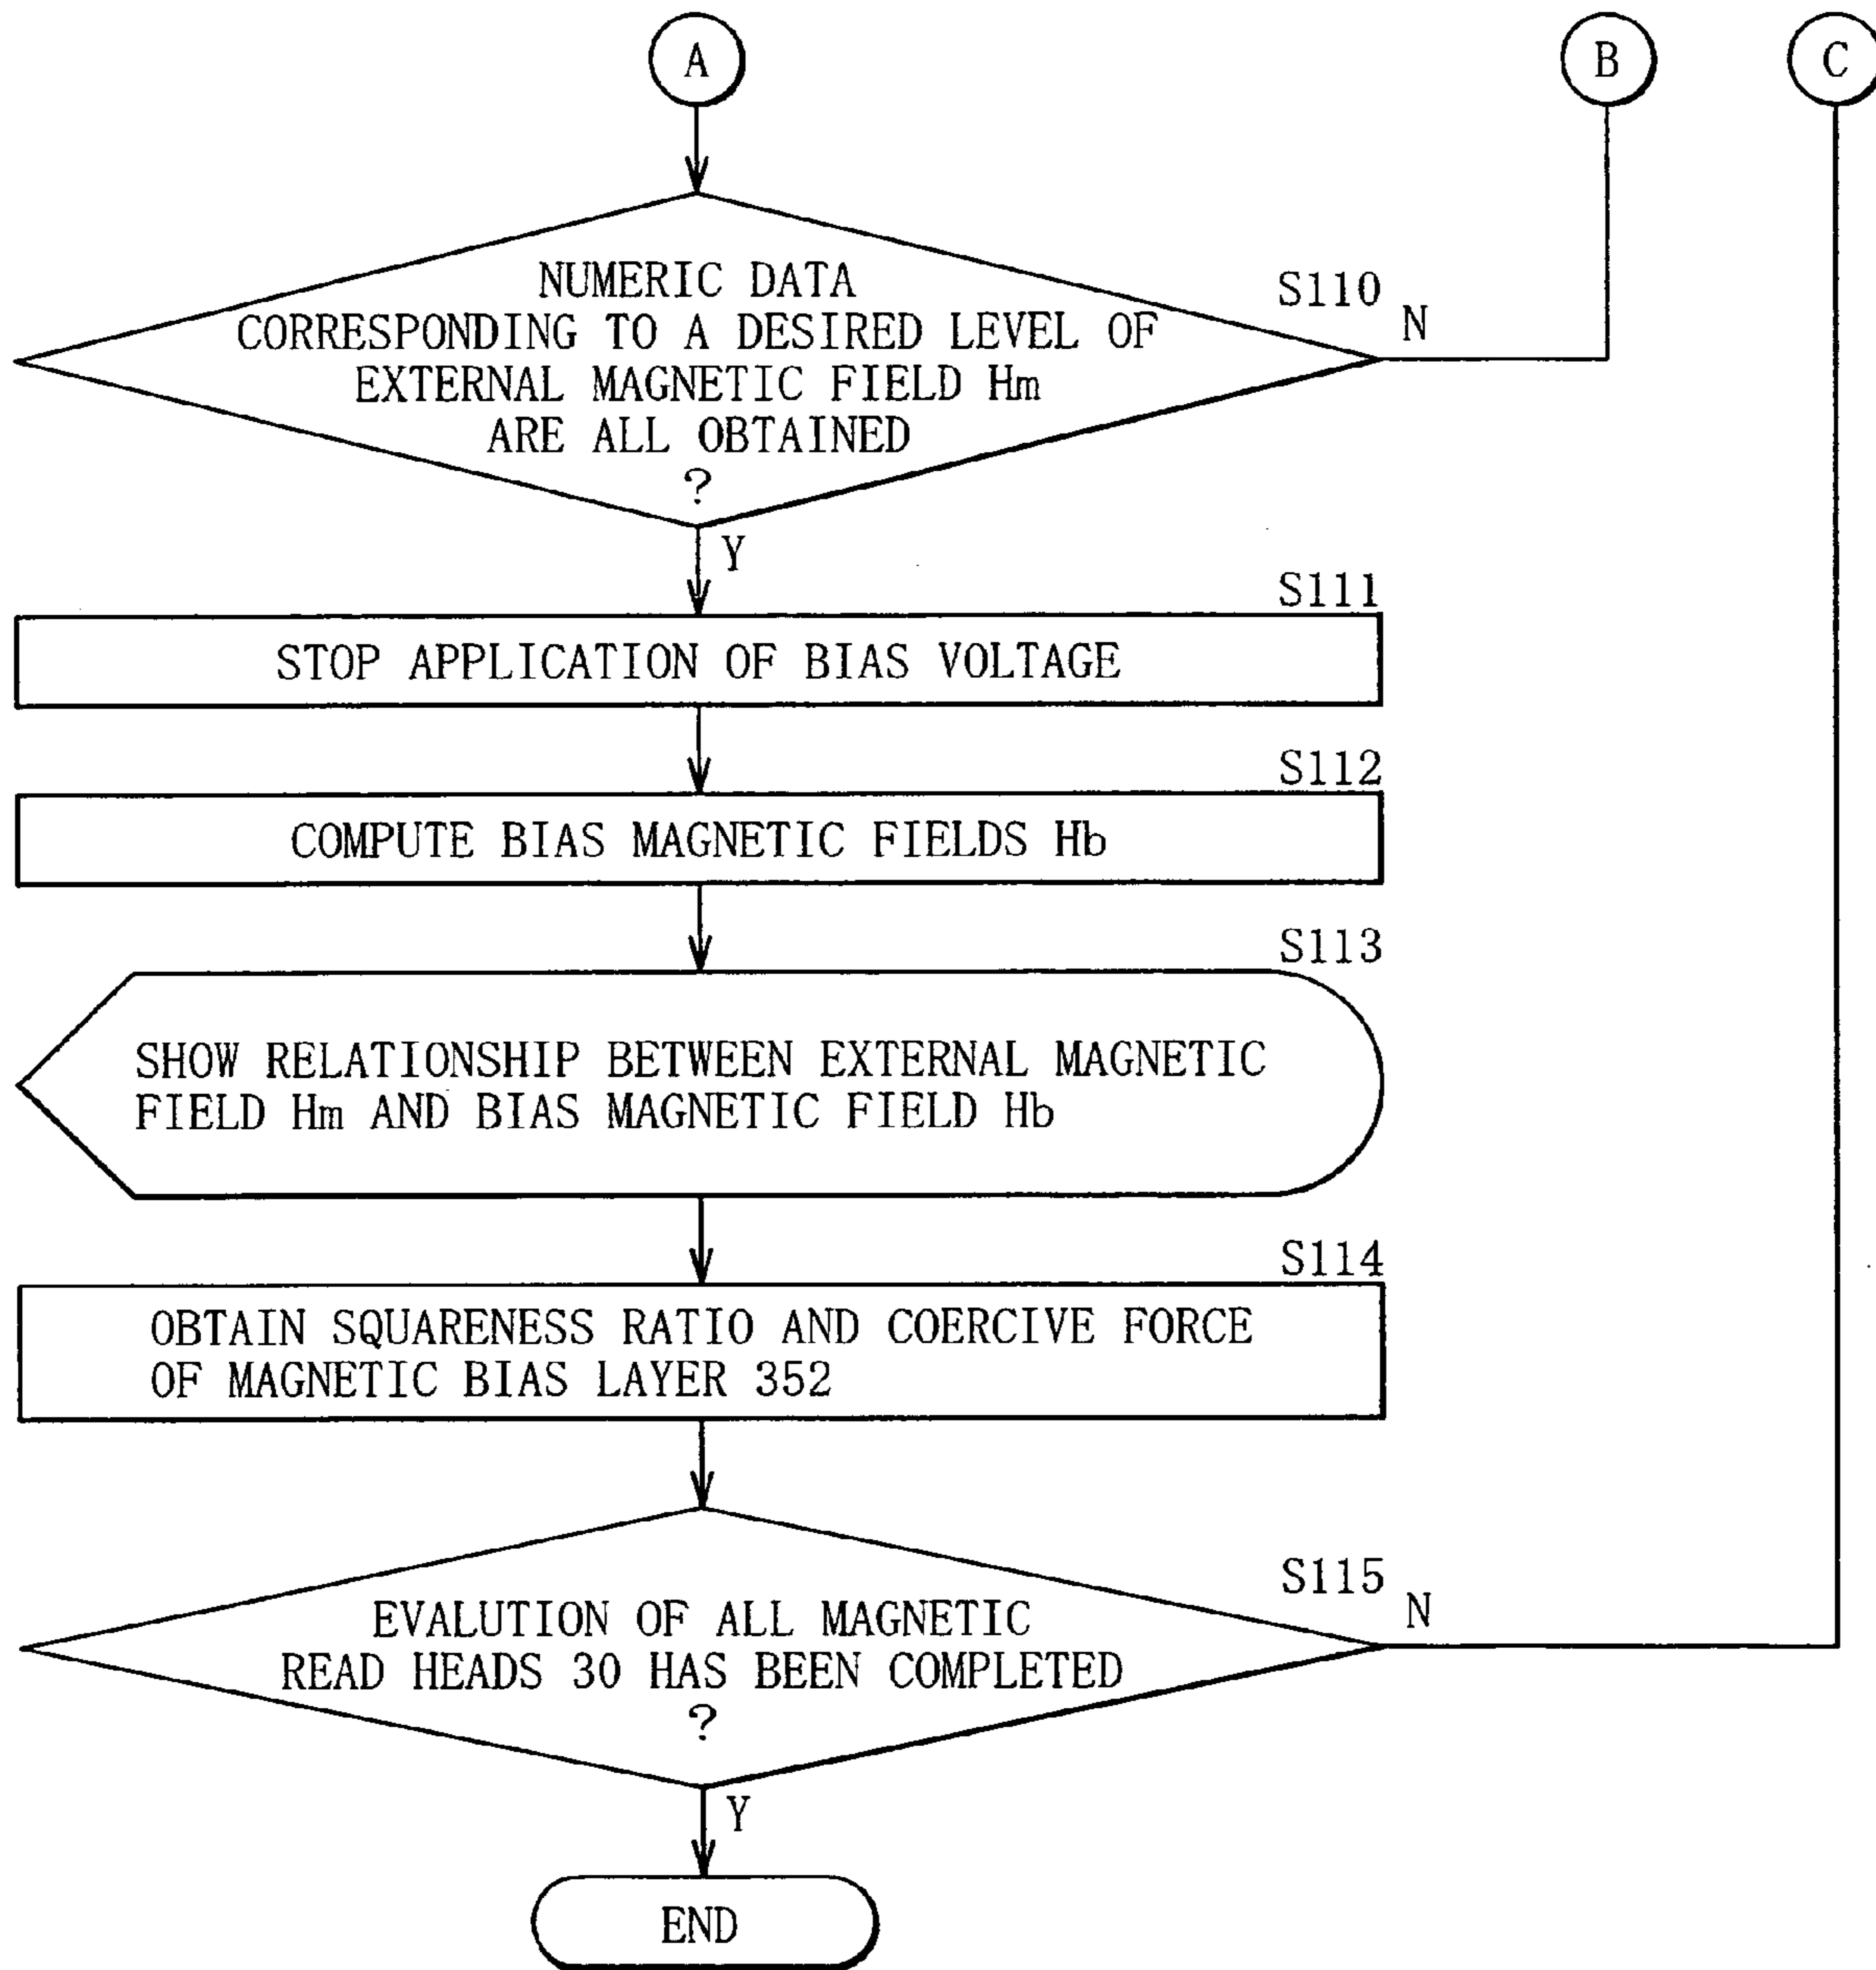 A
B
C
NUMERIC DATA
CORRESPONDING TO A DESIRED LEVEL OF
EXTERNAL MAGNETIC FIELD Hm
ARE ALL OBTAINED
?
S110
N
Y
S111
STOP APPLICATION OF BIAS VOLTAGE
S112
COMPUTE BIAS MAGNETIC FIELDS Hb
S113
SHOW RELATIONSHIP BETWEEN EXTERNAL MAGNETIC
FIELD Hm AND BIAS MAGNETIC FIELD Hb
S114
OBTAIN SQUARENESS RATIO AND COERCIVE FORCE
OF MAGNETIC BIAS LAYER 352
S115
EVALUTION OF ALL MAGNETIC
READ HEADS 30 HAS BEEN COMPLETED
?
N
Y
END